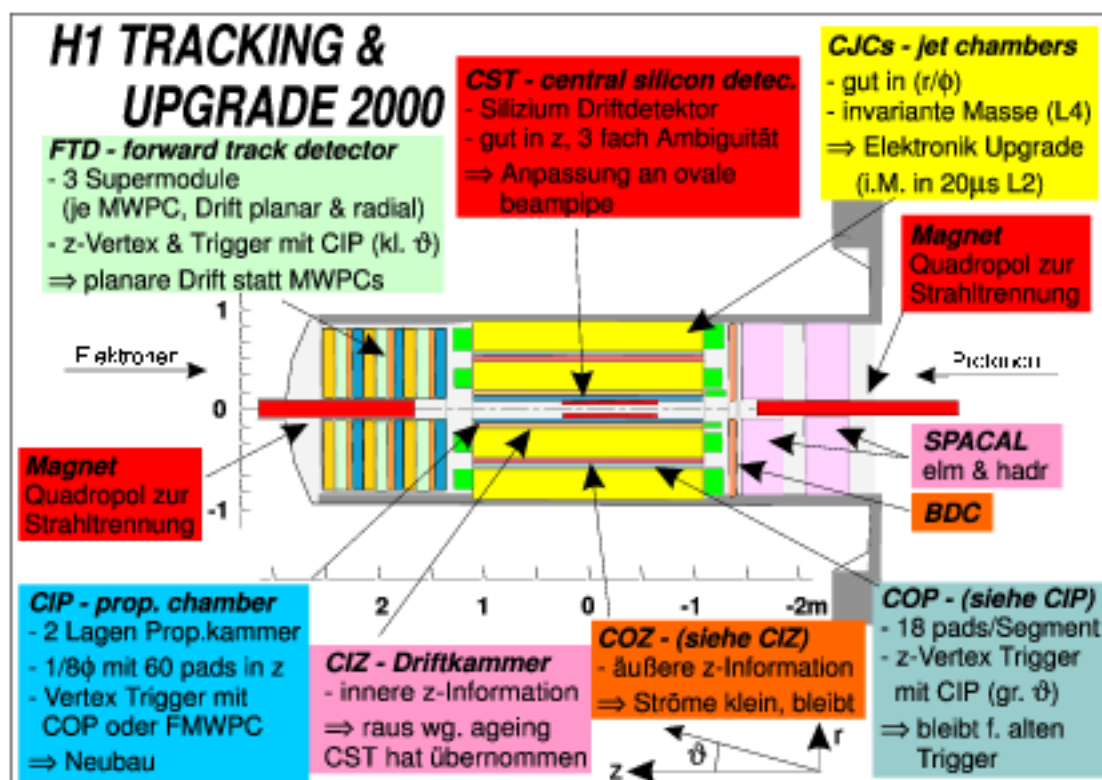 H1 TRACKING &
UPGRADE 2000
FTD - forward track detector
- 3 Supermodule
(je MWPC, Drift planar & radial)
- z-Vertex & Trigger mit CIP (kl. ϑ)
⇒ planare Drift statt MWPCs
CST - central silicon detec.
- Silizium Driftdetektor
- gut in z, 3 fach Ambiguität
⇒ Anpassung an ovale
beampipe
CJCs - jet chambers
- gut in (r/ϕ)
- invariante Masse (L4)
⇒ Elektronik Upgrade
(i.M. in 20µs L2)
Magnet
Quadropol zur
Strahltrennung
1
0
-1
Elektronen
Protonen
Magnet
Quadropol zur
Strahltrennung
SPACAL
elm & hadr
BDC
2 1 0 -1 -2m
CIP - prop. chamber
- 2 Lagen Prop.kammer
- 1/8ϕ mit 60 pads in z
- Vertex Trigger mit
COP oder FMWPC
⇒ Neubau
CIZ - Driftkammer
- innere z-Information
⇒ raus wg. ageing
CST hat übernommen
COZ - (siehe CIZ)
- äußere z-Information
⇒ Ströme klein, bleibt
COP - (siehe CIP)
- 18 pads/Segment
- z-Vertex Trigger
mit CIP (gr. ϑ)
⇒ bleibt f. alten
Trigger
z ϑ r